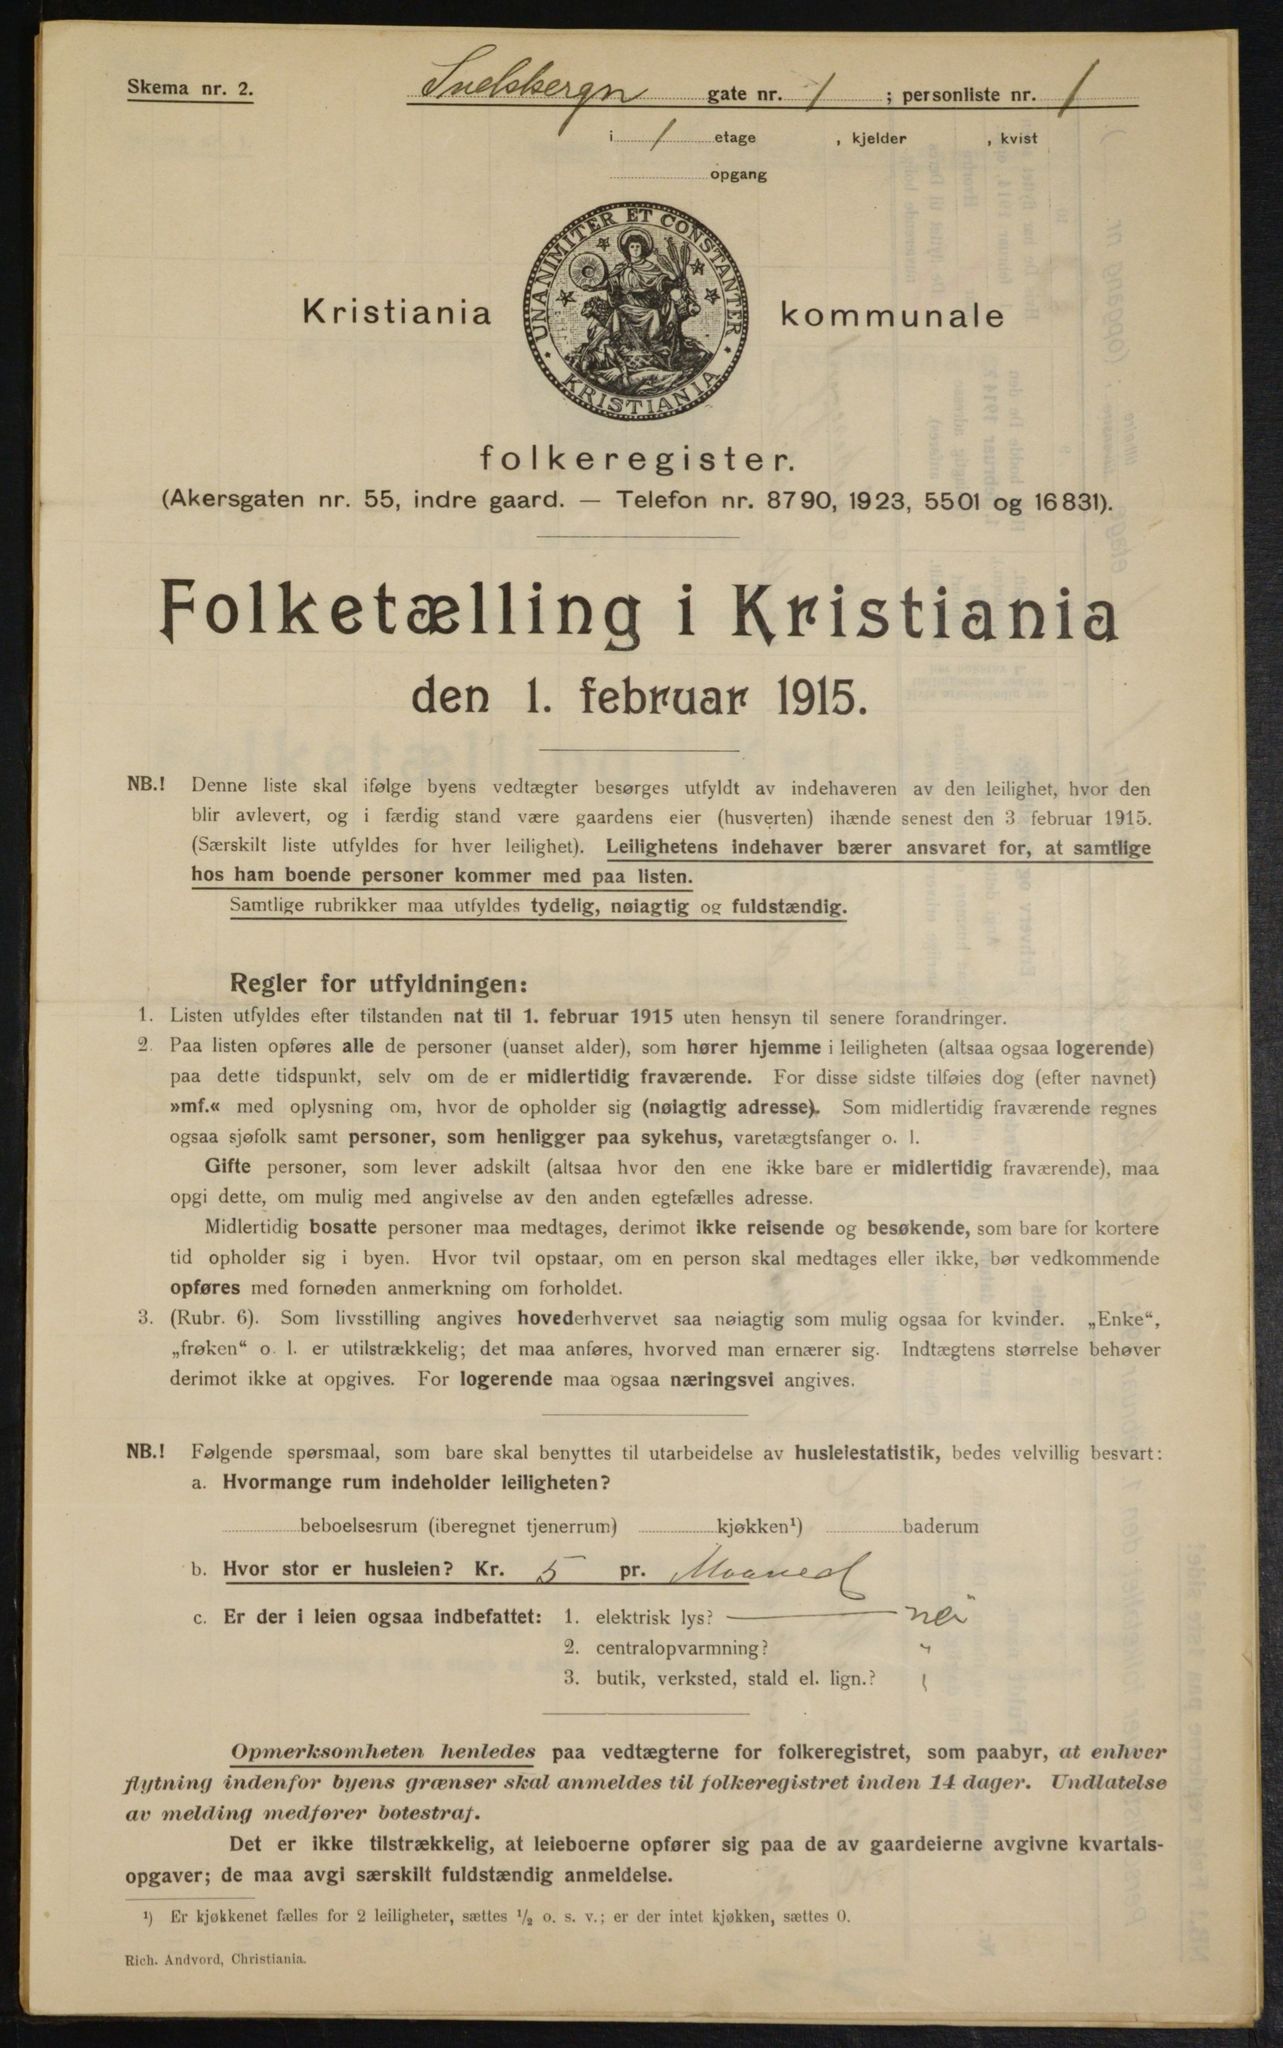 Skema nr. 2.
gate nr. 1 ; personliste nr. 1
i 1 etage , kjelder , kvist
opgang
UNANIMITER ET CONSTANTER
KRISTIANIA
Kristiania kommunale
folkeregister.
(Akersgaten nr. 55, indre gaard. — Telefon nr. 8790, 1923, 5501 og 16831).
Folketælling i Kristiania
den 1. februar 1915.
NB.! Denne liste skal ifølge byens vedtægter besørges utfyldt av indehaveren av den leilighet, hvor den
blir avlevert, og i færdig stand være gaardens eier (husverten) ihænde senest den 3 februar 1915.
(Særskilt liste utfyldes for hver leilighet). Leilighetens indehaver bærer ansvaret for, at samtlige
hos ham boende personer kommer med paa listen.
Samtlige rubrikker maa utfyldes tydelig, nøiagtig og fuldstændig.
Regler for utfyldningen:
1. Listen utfyldes efter tilstanden nat til 1. februar 1915 uten hensyn til senere forandringer.
2. Paa listen opføres alle de personer (uanset alder), som hører hjemme i leiligheten (altsaa ogsaa logerende)
paa dette tidspunkt, selv om de er midlertidig fraværende. For disse sidste tilføies dog (efter navnet)
»mf.« med oplysning om, hvor de opholder sig (nøiagtig adresse). Som midlertidig fraværende regnes
ogsaa sjøfolk samt personer, som henligger paa sykehus, varetægtsfanger o. l.
Gifte personer, som lever adskilt (altsaa hvor den ene ikke bare er midlertidig fraværende), maa
opgi dette, om mulig med angivelse av den anden egtefælles adresse.
Midlertidig bosatte personer maa medtages, derimot ikke reisende og besøkende, som bare for kortere
tid opholder sig i byen. Hvor tvil opstaar, om en person skal medtages eller ikke, bør vedkommende
opføres med fornøden anmerkning om forholdet.
3. (Rubr. 6). Som livsstilling angives hovederhvervet saa nøiagtig som mulig ogsaa for kvinder. „Enke“,
„frøken“ o. l. er utilstrækkelig; det maa anføres, hvorved man ernærer sig. Indtægtens størrelse behøver
derimot ikke at opgives. For logerende maa ogsaa næringsvei angives.
NB.! Følgende spørsmaal, som bare skal benyttes til utarbeidelse av husleiestatistik, bedes velvillig besvart:
a. Hvormange rum indeholder leiligheten?
beboelsesrum (iberegnet tjenerrum) kjøkken¹) baderum
b. Hvor stor er husleien? Kr. 5 pr. Maaned
c. Er der i leien ogsaa indbefattet: 1. elektrisk lys? nei
2. centralopvarmning? "
3. butik, verksted, stald el. lign.?
Opmerksomheten henledes paa vedtægterne for folkeregistret, som paabyr, at enhver
flytning indenfor byens grænser skal anmeldes til folkeregistret inden 14 dager. Undlatelse
av melding medfører bøtestraf.
Det er ikke tilstrækkelig, at leieboerne opfører sig paa de av gaardeierne avgivne kvartals-
opgaver; de maa avgi særskilt fuldstændig anmeldelse.
¹) Er kjøkkenet fælles for 2 leiligheter, sættes ½ o. s. v.; er der intet kjøkken, sættes 0.
Rich. Andvord, Christiania.